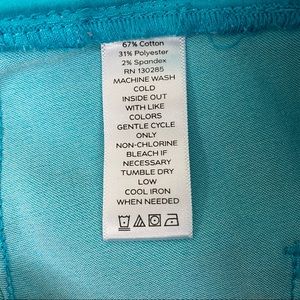 67% Cotton
31% Polyester
2% Spandex
RN 130285
MACHINE WASH
COLD
INSIDE OUT
WITH LIKE
COLORS
GENTLE CYCLE
ONLY
NON-CHLORINE
BLEACH IF
NECESSARY
TUMBLE DRY
LOW
COOL IRON
WHEN NEEDED